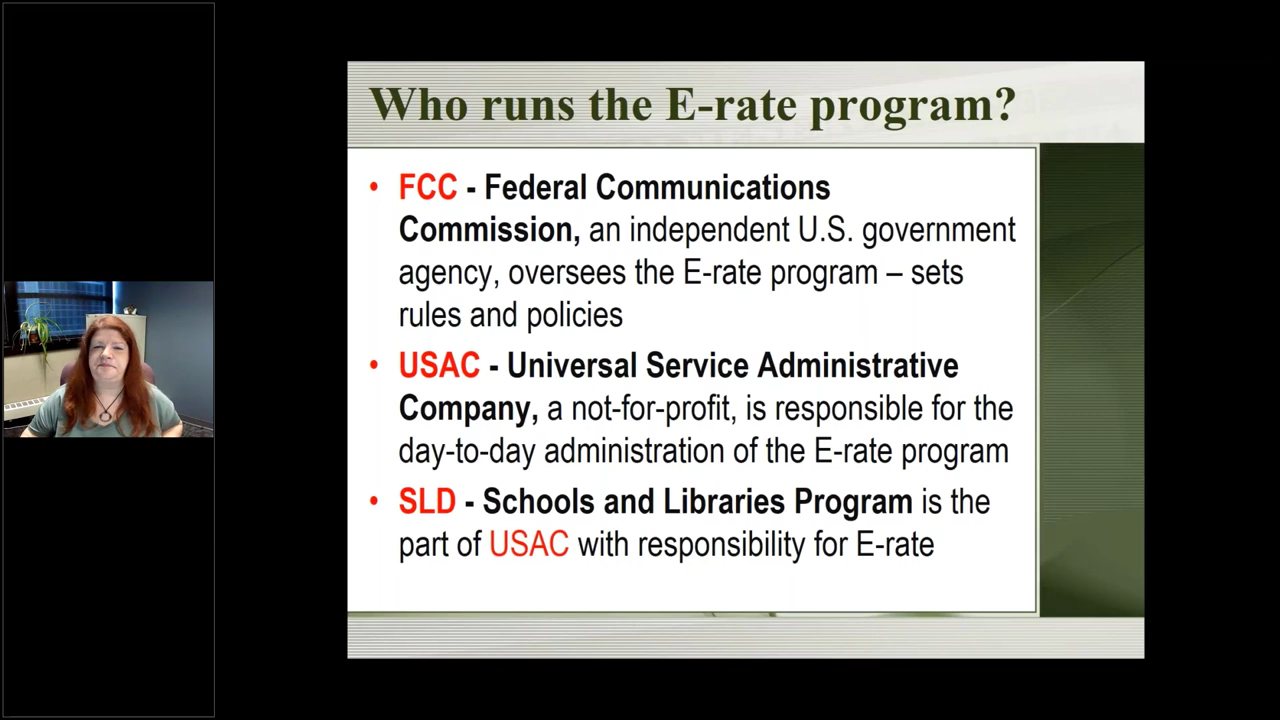 Who runs the E-rate program?
• FCC - Federal Communications
Commission, an independent U.S. government
agency, oversees the E-rate program – sets
rules and policies
• USAC - Universal Service Administrative
Company, a not-for-profit, is responsible for the
day-to-day administration of the E-rate program
• SLD - Schools and Libraries Program is the
part of USAC with responsibility for E-rate